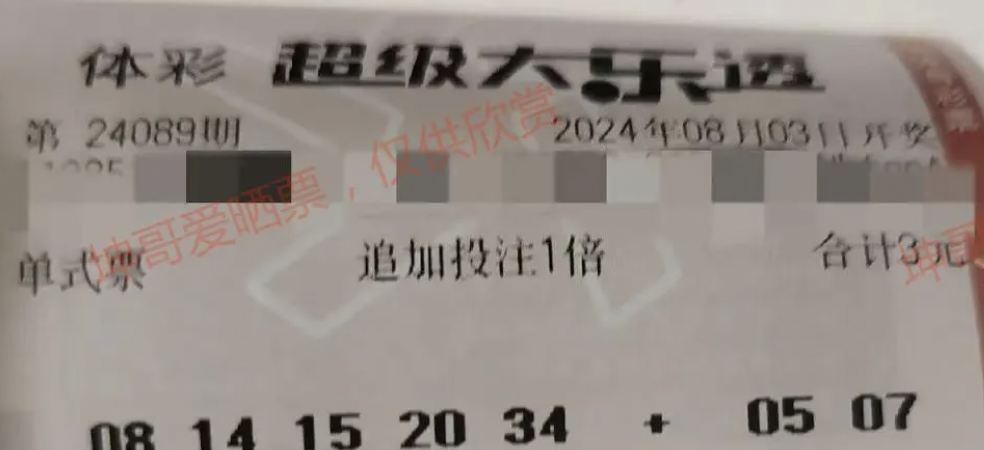 体彩 超级大乐透
第 24089期 2024年08月03日开奖
坤哥爱晒票，仅供欣赏
单式票 追加投注1倍 合计3元
坤哥
08 14 15 20 34 + 05 07